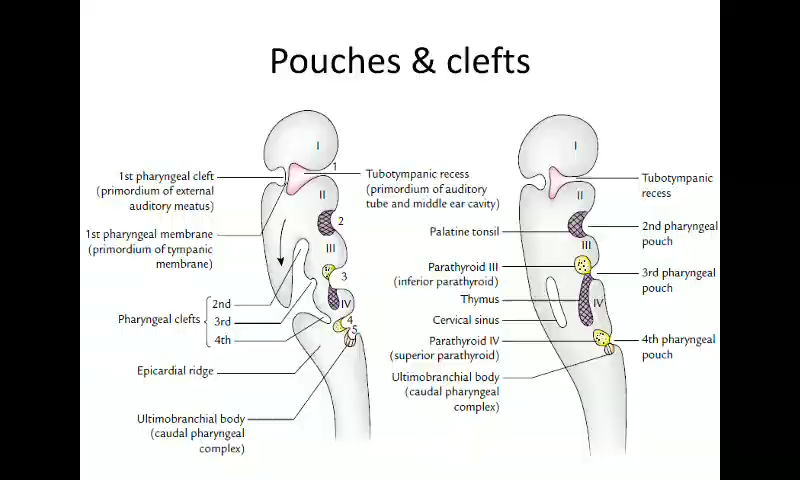 Pouches & clefts
1st pharyngeal cleft
(primordium of external
auditory meatus)
1st pharyngeal membrane
(primordium of tympanic
membrane)
Pharyngeal clefts
2nd
3rd
4th
Epicardial ridge
Ultimobranchial body
(caudal pharyngeal
complex)
I
1
II
2
III
3
IV
4
5
Tubotympanic recess
(primordium of auditory
tube and middle ear cavity)
Palatine tonsil
Parathyroid III
(inferior parathyroid)
Thymus
Cervical sinus
Parathyroid IV
(superior parathyroid)
Ultimobranchial body
(caudal pharyngeal
complex)
I
II
III
IV
Tubotympanic
recess
2nd pharyngeal
pouch
3rd pharyngeal
pouch
4th pharyngeal
pouch